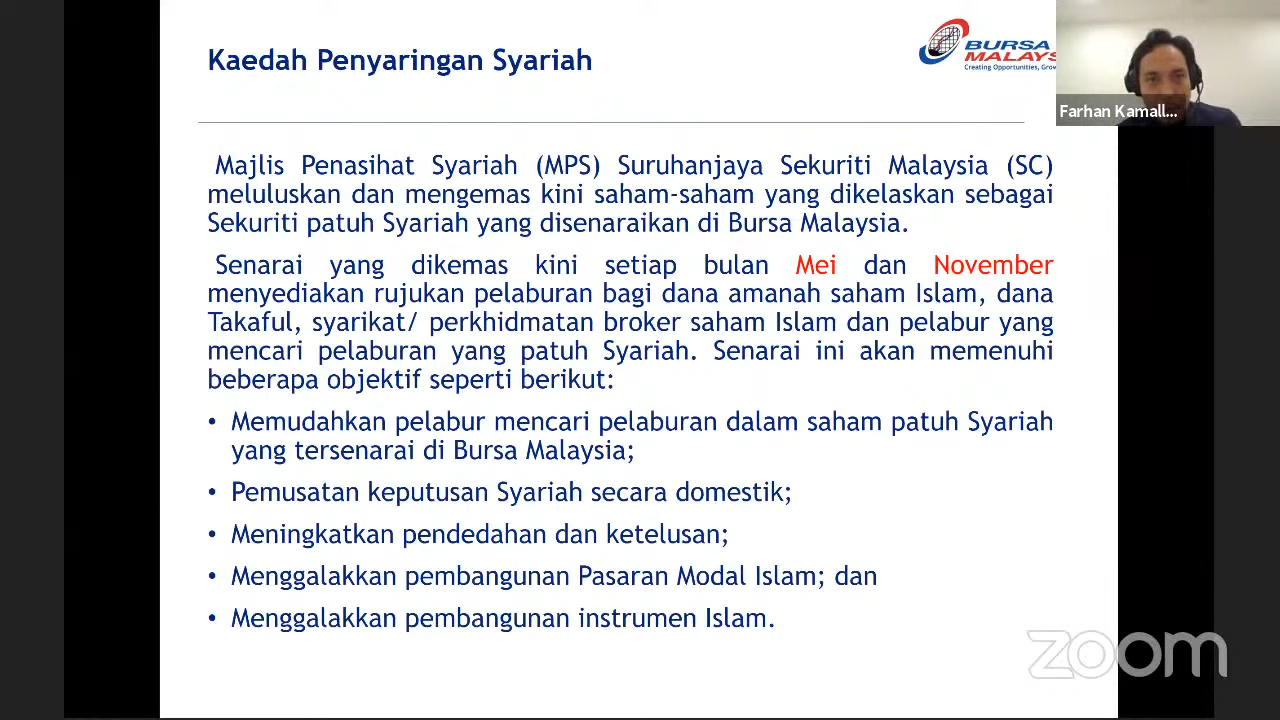 Kaedah Penyaringan Syariah
BURSA
MALAYS
Creating Opportunities, Grow
Farhan Kamall...
Majlis Penasihat Syariah (MPS) Suruhanjaya Sekuriti Malaysia (SC)
meluluskan dan mengemas kini saham-saham yang dikelaskan sebagai
Sekuriti patuh Syariah yang disenaraikan di Bursa Malaysia.
Senarai yang dikemas kini setiap bulan Mei dan November
menyediakan rujukan pelaburan bagi dana amanah saham Islam, dana
Takaful, syarikat/ perkhidmatan broker saham Islam dan pelabur yang
mencari pelaburan yang patuh Syariah. Senarai ini akan memenuhi
beberapa objektif seperti berikut:
• Memudahkan pelabur mencari pelaburan dalam saham patuh Syariah
yang tersenarai di Bursa Malaysia;
• Pemusatan keputusan Syariah secara domestik;
• Meningkatkan pendedahan dan ketelusan;
• Menggalakkan pembangunan Pasaran Modal Islam; dan
• Menggalakkan pembangunan instrumen Islam.
zoom